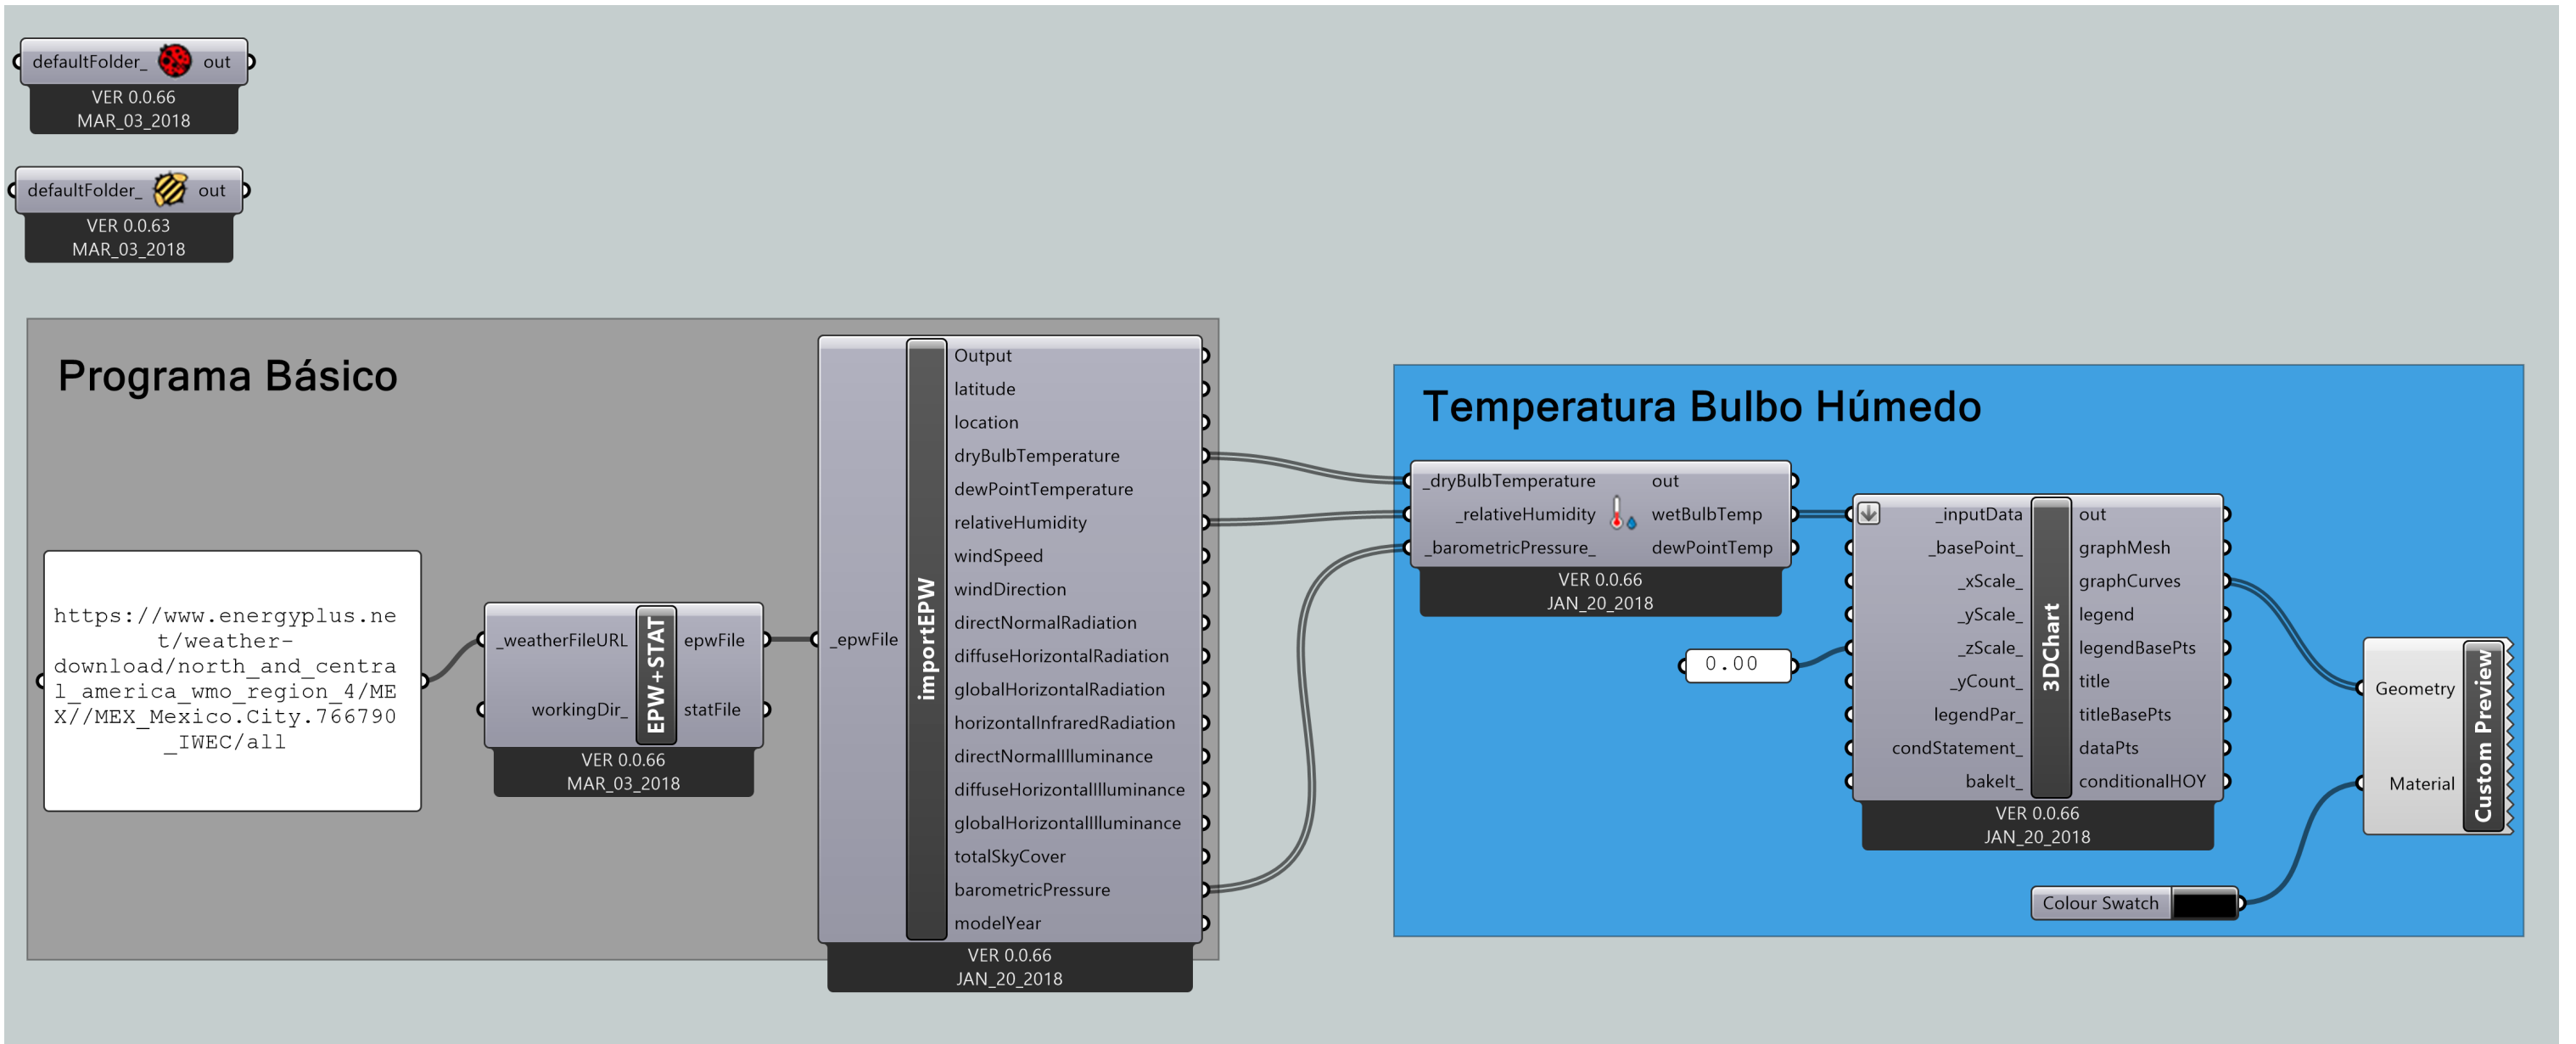 defaultFolder_ out
VER 0.0.66
MAR_03_2018
defaultFolder_ out
VER 0.0.63
MAR_03_2018
Programa Básico
https://www.energyplus.ne
t/weather-
download/north_and_centra
l_america_wmo_region_4/ME
X//MEX_Mexico.City.766790
_IWEC/all
_weatherFileURL
workingDir_
EPW+STAT
epwFile
statFile
VER 0.0.66
MAR_03_2018
_epwFile
importEPW
Output
latitude
location
dryBulbTemperature
dewPointTemperature
relativeHumidity
windSpeed
windDirection
directNormalRadiation
diffuseHorizontalRadiation
globalHorizontalRadiation
horizontalInfraredRadiation
directNormalIlluminance
diffuseHorizontalIlluminance
globalHorizontalIlluminance
totalSkyCover
barometricPressure
modelYear
VER 0.0.66
JAN_20_2018
Temperatura Bulbo Húmedo
_dryBulbTemperature
_relativeHumidity
_barometricPressure_
out
wetBulbTemp
dewPointTemp
VER 0.0.66
JAN_20_2018
0.00
_inputData
_basePoint_
_xScale_
_yScale_
_zScale_
_yCount_
legendPar_
condStatement_
bakeIt_
3DChart
out
graphMesh
graphCurves
legend
legendBasePts
title
titleBasePts
dataPts
conditionalHOY
VER 0.0.66
JAN_20_2018
Colour Swatch
Geometry
Material
Custom Preview